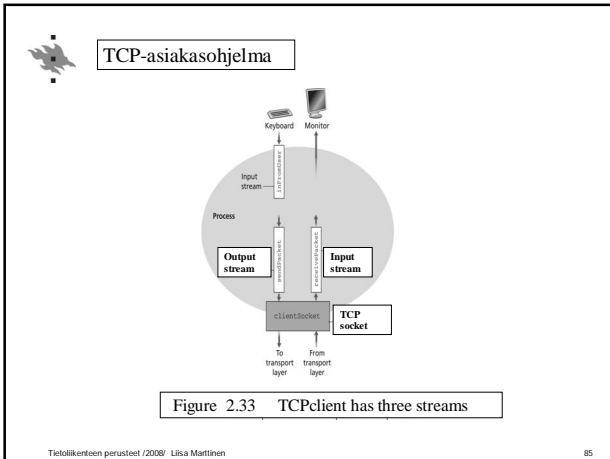 TCP-asiakasohjelma
Keyboard Monitor
Input
stream
inFromUser
Process
Output
stream
sendPacket
receivePacket
Input
stream
clientSocket
TCP
socket
To
transport
layer
From
transport
layer
Figure 2.33 TCPclient has three streams
Tietoliikenteen perusteet /2008/ Liisa Marttinen
85